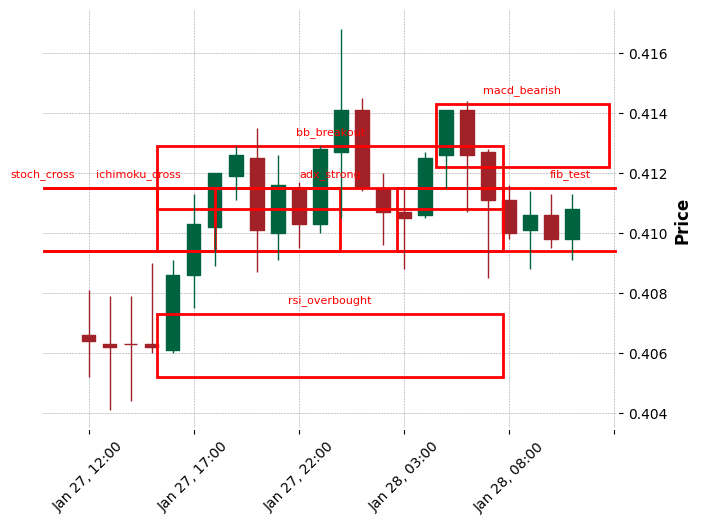 0.416
macd_bearish
0.414
bb_breakout
stoch_cross ichimoku_cross adx_strong fib_test
0.412
0.410
Price
0.408
rsi_overbought
0.406
0.404
Jan 27, 12:00
Jan 27, 17:00
Jan 27, 22:00
Jan 28, 03:00
Jan 28, 08:00